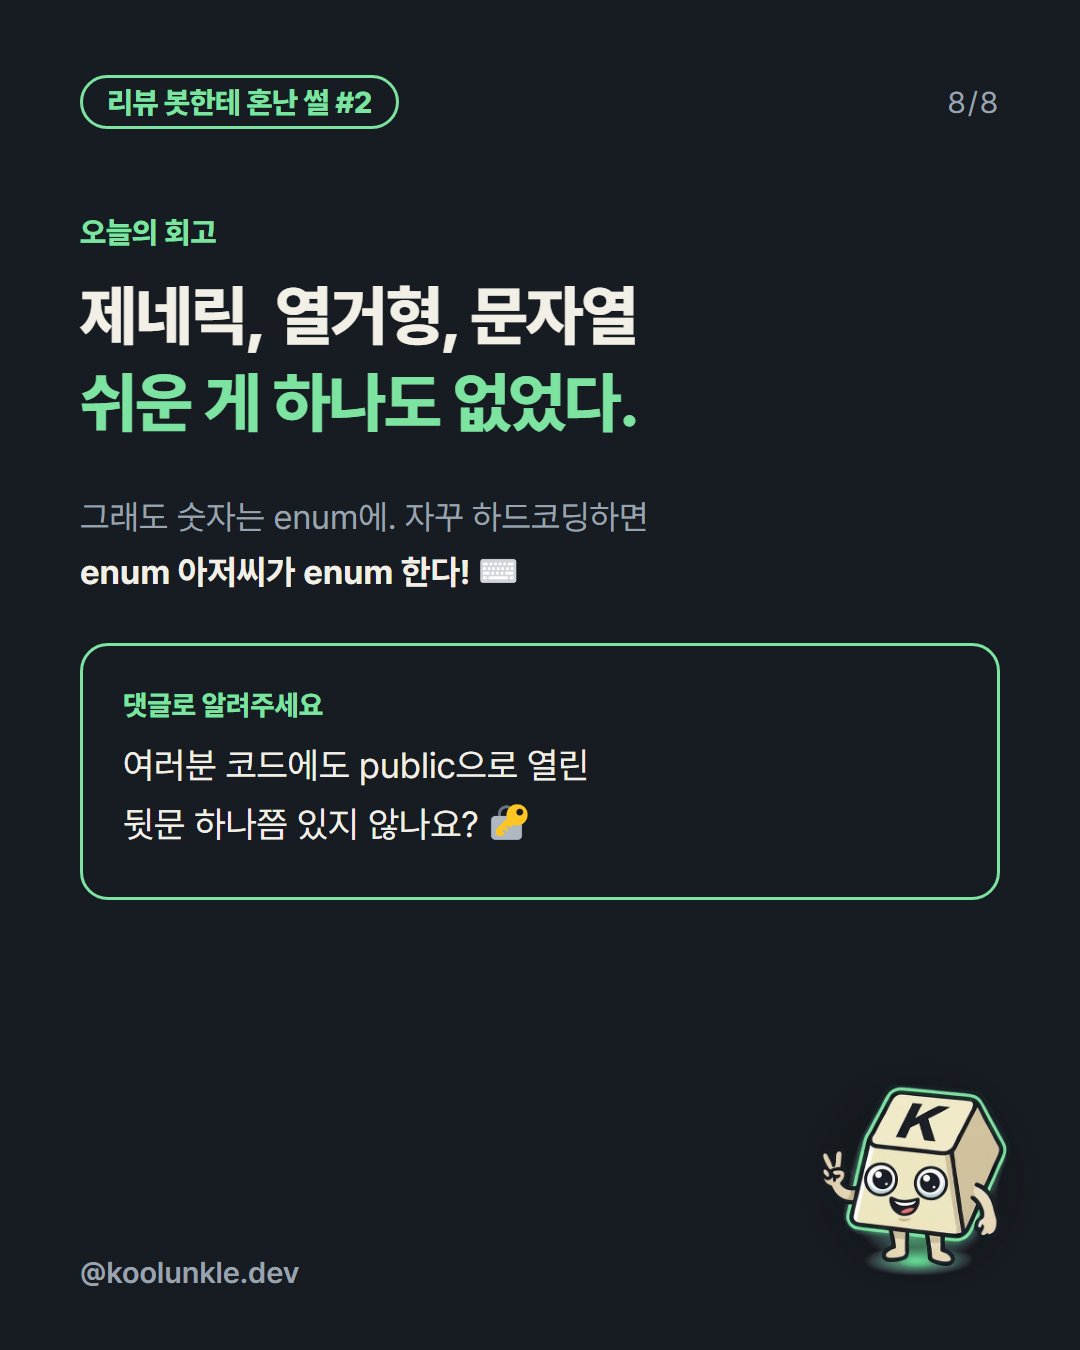 리뷰 봇한테 혼난 썰 #2
8/8
오늘의 회고
제네릭, 열거형, 문자열
쉬운 게 하나도 없었다.
그래도 숫자는 enum에. 자꾸 하드코딩하면
enum 아저씨가 enum 한다! ⌨️
댓글로 알려주세요
여러분 코드에도 public으로 열린
뒷문 하나쯤 있지 않나요? 🔐
K
@koolunkle.dev